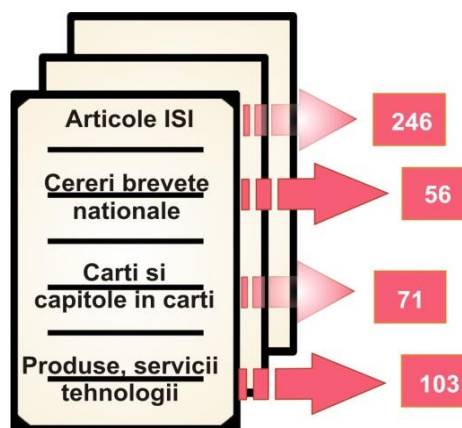 Articole ISI
246
Cereri brevete
nationale
56
Carti si
capitole in carti
71
Produse, servicii
tehnologii
103